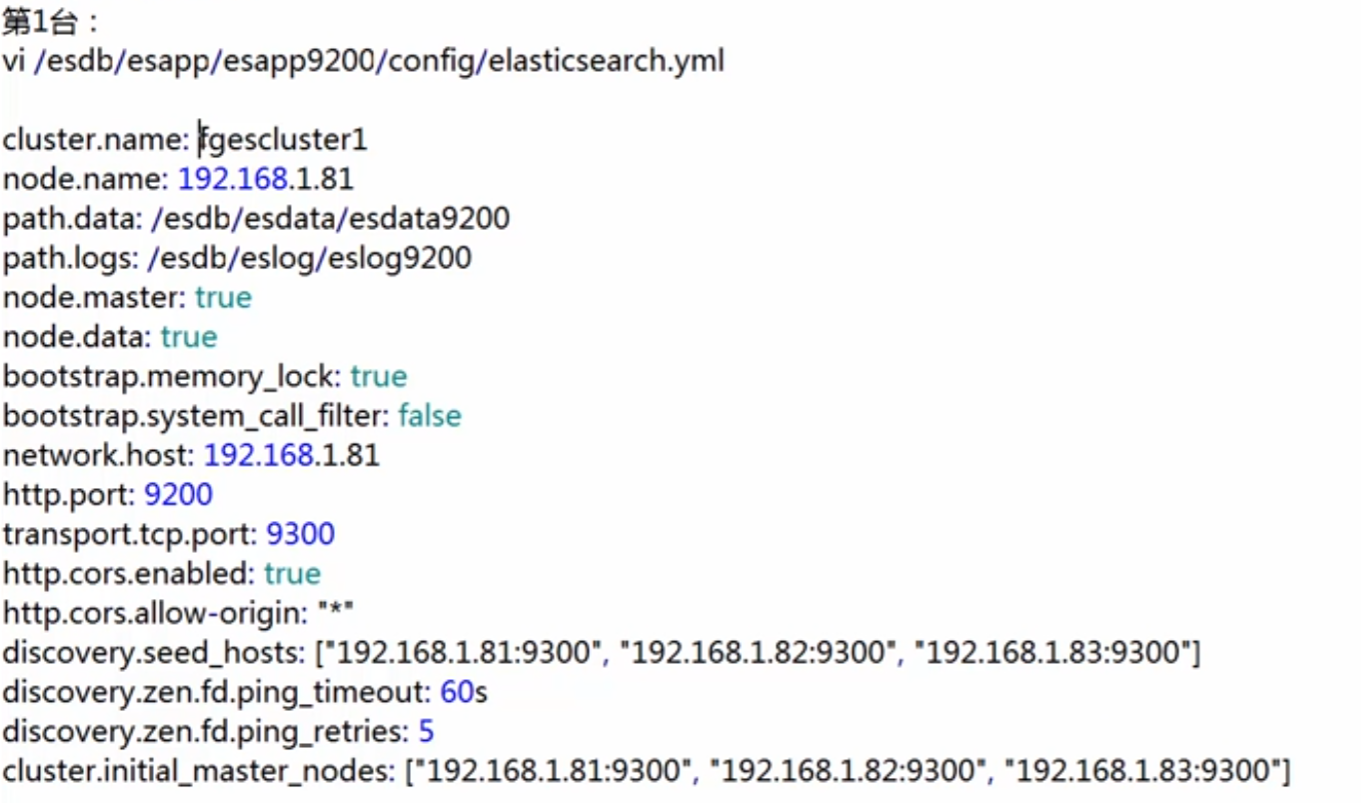 第1台：
vi /esdb/esapp/esapp9200/config/elasticsearch.yml
cluster.name: fgescluster1
node.name: 192.168.1.81
path.data: /esdb/esdata/esdata9200
path.logs: /esdb/eslog/eslog9200
node.master: true
node.data: true
bootstrap.memory_lock: true
bootstrap.system_call_filter: false
network.host: 192.168.1.81
http.port: 9200
transport.tcp.port: 9300
http.cors.enabled: true
http.cors.allow-origin: "*"
discovery.seed_hosts: ["192.168.1.81:9300", "192.168.1.82:9300", "192.168.1.83:9300"]
discovery.zen.fd.ping_timeout: 60s
discovery.zen.fd.ping_retries: 5
cluster.initial_master_nodes: ["192.168.1.81:9300", "192.168.1.82:9300", "192.168.1.83:9300"]